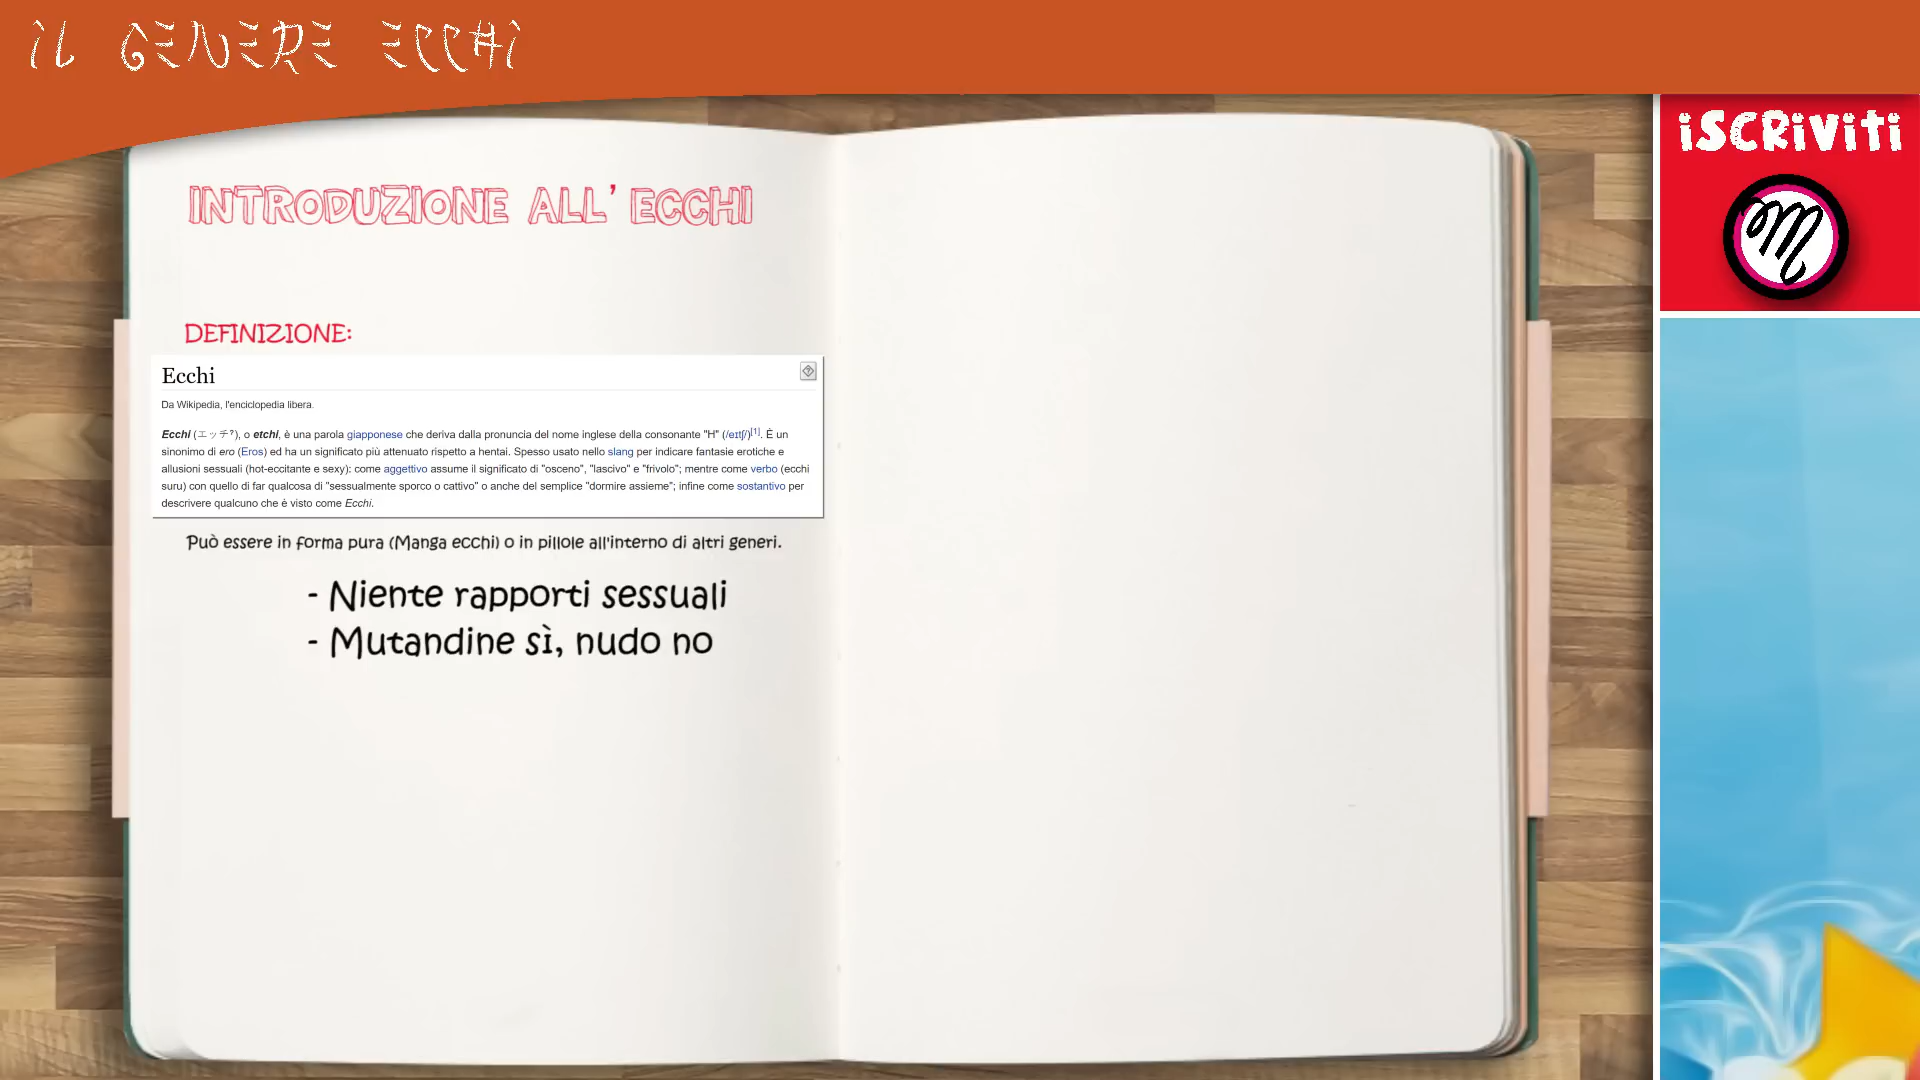 IL GENERE ECCHI
ISCRIVITI
M
INTRODUZIONE ALL'ECCHI
DEFINIZIONE:
Ecchi
Da Wikipedia, l'enciclopedia libera.
Ecchi (エッチ?), o etchi, è una parola giapponese che deriva dalla pronuncia del nome inglese della consonante "H" (/eɪtʃ/)[1]. È un
sinonimo di ero (Eros) ed ha un significato più attenuato rispetto a hentai. Spesso usato nello slang per indicare fantasie erotiche e
allusioni sessuali (hot-eccitante e sexy): come aggettivo assume il significato di "osceno", "lascivo" e "frivolo"; mentre come verbo (ecchi
suru) con quello di far qualcosa di "sessualmente sporco o cattivo" o anche del semplice "dormire assieme"; infine come sostantivo per
descrivere qualcuno che è visto come Ecchi.
Può essere in forma pura (Manga ecchi) o in pillole all'interno di altri generi.
- Niente rapporti sessuali
- Mutandine sì, nudo no